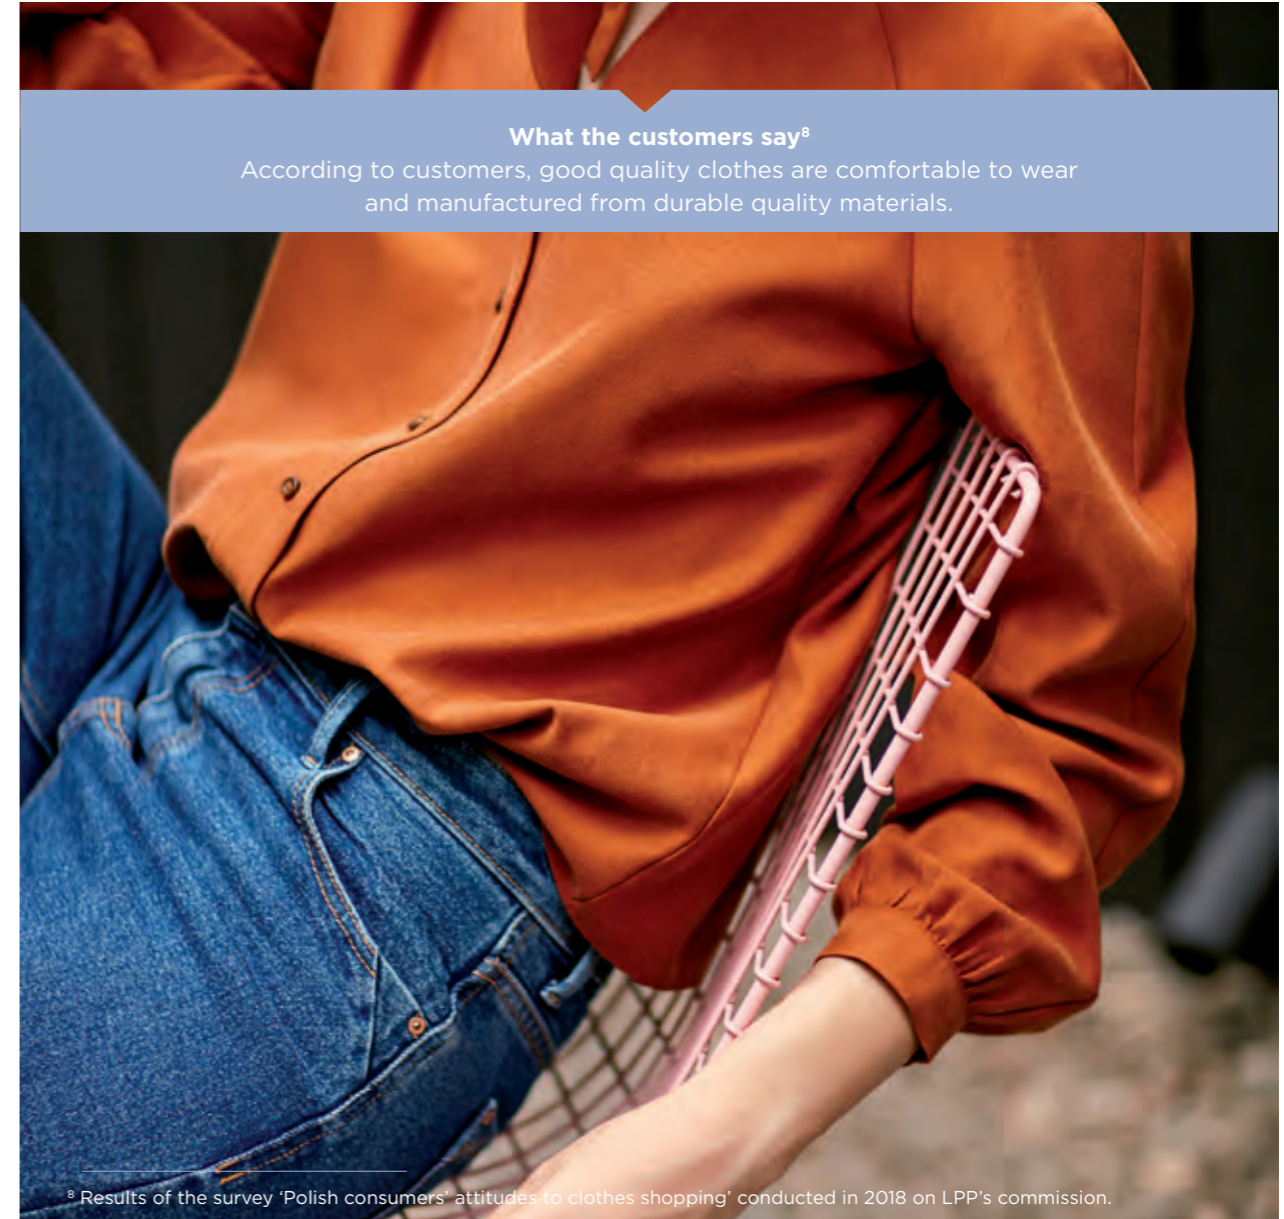 What the customers say⁸
According to customers, good quality clothes are comfortable to wear
and manufactured from durable quality materials.
⁸ Results of the survey ‘Polish consumers’ attitudes to clothes shopping’ conducted in 2018 on LPP’s commission.